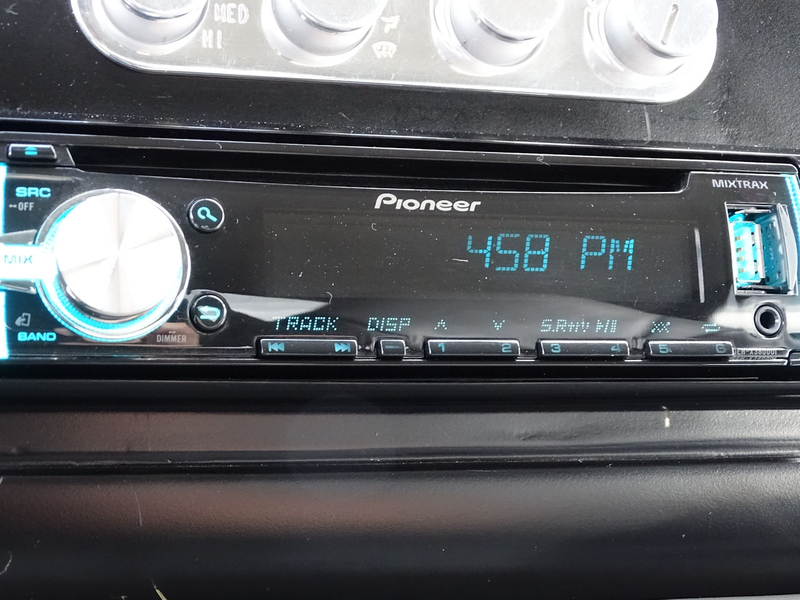 MED
HI
SRC
OFF
Pioneer
MIXTRAX
458 PM
MIX
BAND
DIMMER
TRACK DISP S.Rtrv
1 2 3 4 5 6